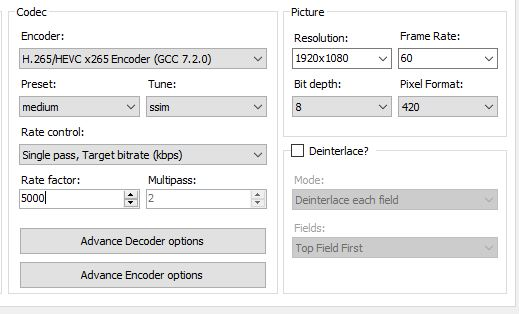 Codec
Encoder:
H.265/HEVC x265 Encoder (GCC 7.2.0)
Preset: Tune:
medium ssim
Rate control:
Single pass, Target bitrate (kbps)
Rate factor: Multipass:
5000 2
Advance Decoder options
Advance Encoder options
Picture
Resolution: Frame Rate:
1920x1080 60
Bit depth: Pixel Format:
8 420
Deinterlace?
Mode:
Deinterlace each field
Fields:
Top Field First